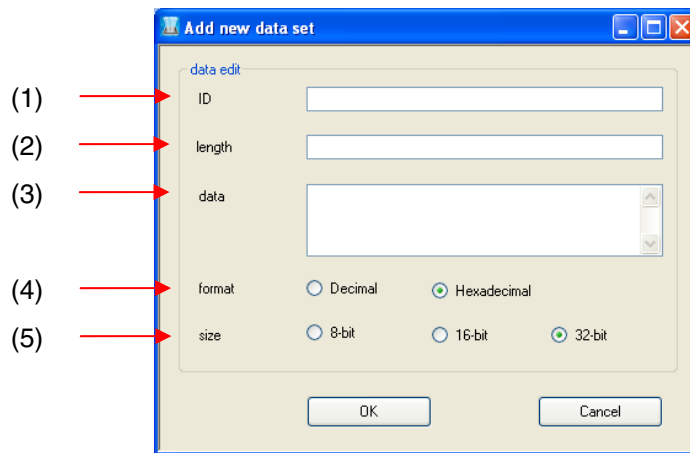 Add new data set
data edit
(1) ID
(2) length
(3) data
(4) format Decimal Hexadecimal
(5) size 8-bit 16-bit 32-bit
OK Cancel